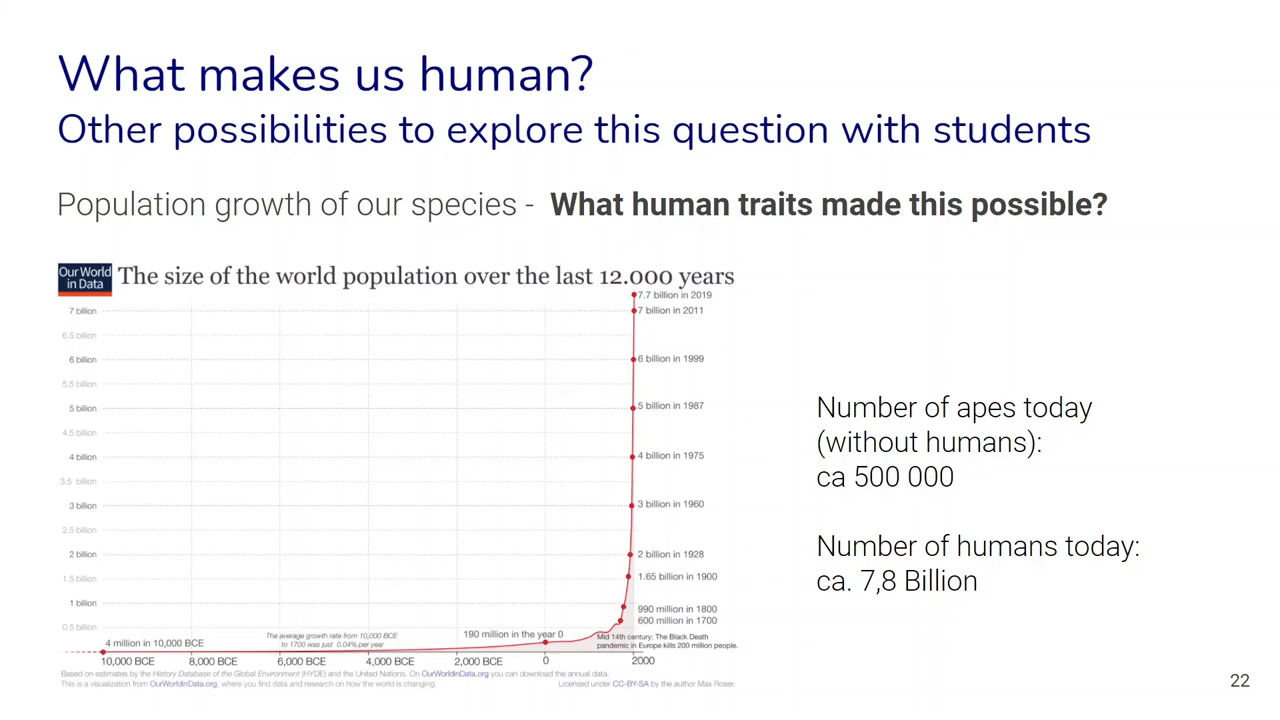 What makes us human?
Other possibilities to explore this question with students
Population growth of our species - What human traits made this possible?
Our World
in Data
The size of the world population over the last 12.000 years
7.7 billion in 2019
7 billion
7 billion in 2011
6.5 billion
6 billion
6 billion in 1999
5.5 billion
5 billion
5 billion in 1987
4.5 billion
4 billion
4 billion in 1975
3.5 billion
3 billion
3 billion in 1960
2.5 billion
2 billion
2 billion in 1928
1.5 billion
1.65 billion in 1900
1 billion
990 million in 1800
600 million in 1700
0.5 billion
4 million in 10,000 BCE
The average growth rate from 10,000 BCE
to 1700 was just 0.04% per year
190 million in the year 0
Mid 14th century: The Black Death
pandemic in Europe kills 200 million people.
10,000 BCE
8,000 BCE
6,000 BCE
4,000 BCE
2,000 BCE
0
2000
Based on estimates by the History Database of the Global Environment (HYDE) and the United Nations. On OurWorldinData.org you can download the annual data.
This is a visualization from OurWorldinData.org, where you find data and research on how the world is changing.
Licensed under CC-BY-SA by the author Max Roser.
Number of apes today
(without humans):
ca 500 000
Number of humans today:
ca. 7,8 Billion
22